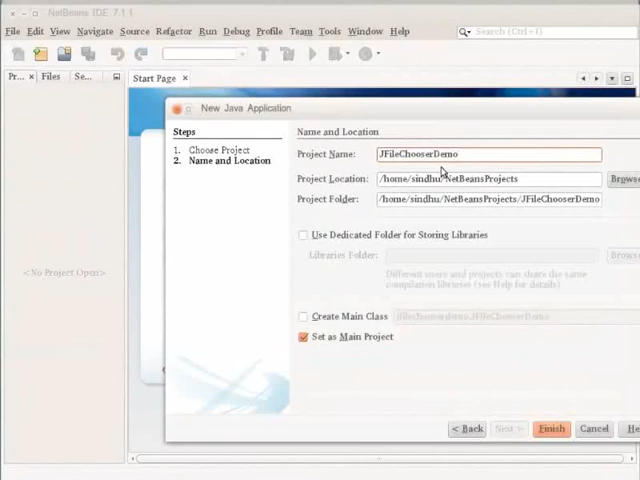 NetBeans IDE 7.1.1
File Edit View Navigate Source Refactor Run Debug Profile Team Tools Window Help
Search (Ctrl+I)
Pr... Files Se...
Start Page
New Java Application
Steps
1. Choose Project
2. Name and Location
Name and Location
Project Name: JFileChooserDemo
Project Location: /home/sindhu/NetBeansProjects Browse
Project Folder: /home/sindhu/NetBeansProjects/JFileChooserDemo
Use Dedicated Folder for Storing Libraries
Libraries Folder: Browse
Different users and projects can share the same
compilation libraries (see Help for details).
<No Project Open>
Create Main Class jfilechooserdemo.JFileChooserDemo
Set as Main Project
< Back Next > Finish Cancel He